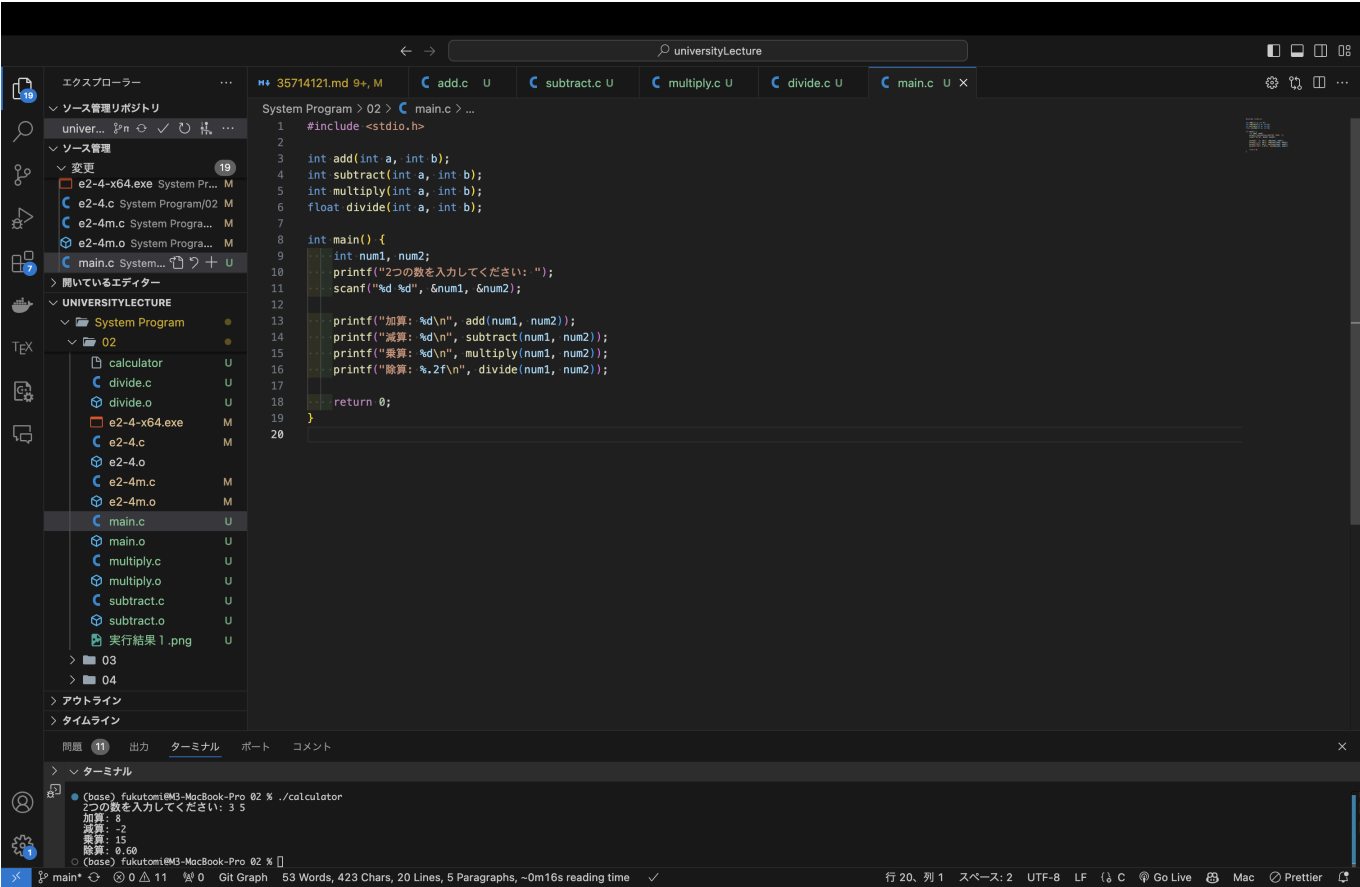 universityLecture
エクスプローラー
ソース管理リポジトリ
univer...
ソース管理
変更 19
e2-4-x64.exe System Pr... M
e2-4.c System Program/02 M
e2-4m.c System Progra... M
e2-4m.o System Progra... M
main.c System... U
開いているエディター
UNIVERSITYLECTURE
System Program
02
calculator U
divide.c U
divide.o U
e2-4-x64.exe M
e2-4.c M
e2-4.o
e2-4m.c M
e2-4m.o M
main.c U
main.o U
multiply.c U
multiply.o U
subtract.c U
subtract.o U
実行結果1.png U
03
04
アウトライン
タイムライン
19
7
TEX
1
35714121.md 9+, M
add.c U
subtract.c U
multiply.c U
divide.c U
main.c U
System Program > 02 > main.c > ...
1 #include <stdio.h>
2
3 int add(int a, int b);
4 int subtract(int a, int b);
5 int multiply(int a, int b);
6 float divide(int a, int b);
7
8 int main() {
9 int num1, num2;
10 printf("2つの数を入力してください: ");
11 scanf("%d %d", &num1, &num2);
12
13 printf("加算: %d\n", add(num1, num2));
14 printf("減算: %d\n", subtract(num1, num2));
15 printf("乗算: %d\n", multiply(num1, num2));
16 printf("除算: %.2f\n", divide(num1, num2));
17
18 return 0;
19 }
20
問題 11 出力 ターミナル ポート コメント
ターミナル
(base) fukutomi@M3-MacBook-Pro 02 % ./calculator
2つの数を入力してください: 3 5
加算: 8
減算: -2
乗算: 15
除算: 0.60
(base) fukutomi@M3-MacBook-Pro 02 %
main* 0 11 0 Git Graph 53 Words, 423 Chars, 20 Lines, 5 Paragraphs, ~0m16s reading time 行 20、列 1 スペース: 2 UTF-8 LF C Go Live Mac Prettier